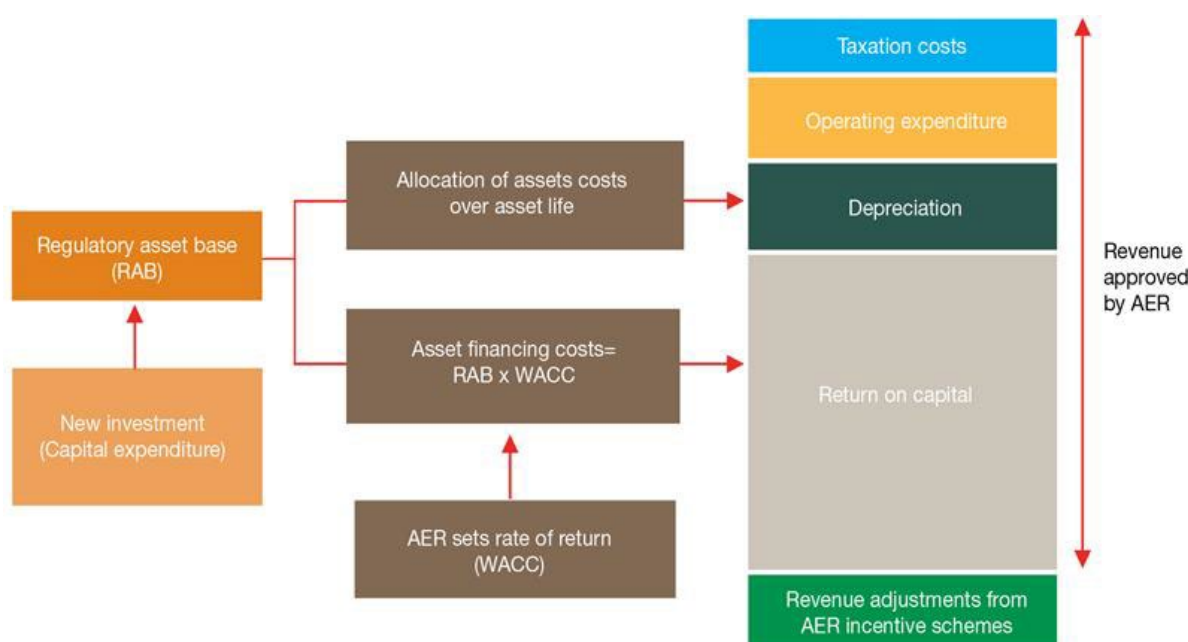 Regulatory asset base
(RAB)
New investment
(Capital expenditure)
Allocation of assets costs
over asset life
Asset financing costs=
RAB x WACC
AER sets rate of return
(WACC)
Taxation costs
Operating expenditure
Depreciation
Return on capital
Revenue adjustments from
AER incentive schemes
Revenue
approved
by AER